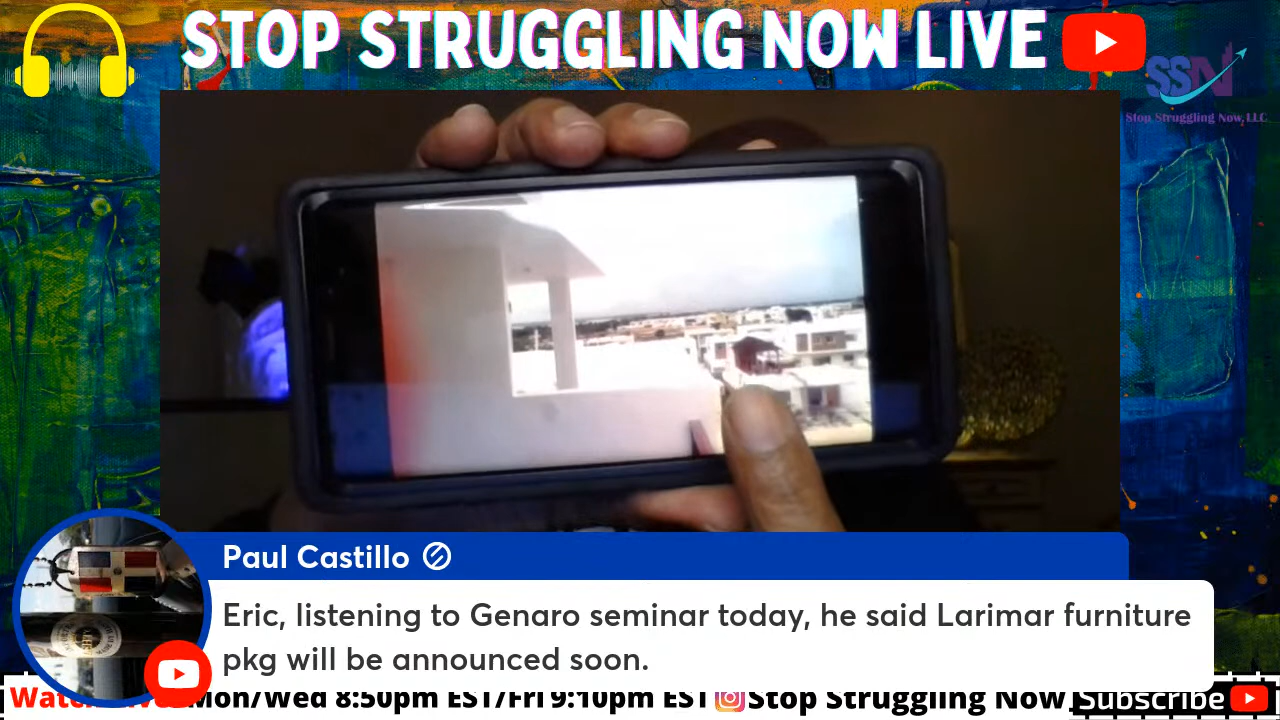 STOP STRUGGLING NOW LIVE
SSN
Stop Struggling Now, LLC
Paul Castillo
Eric, listening to Genaro seminar today, he said Larimar furniture
pkg will be announced soon.
Mon/Wed 8:50pm EST/Fri 9:10pm EST Stop Struggling Now, Subscribe